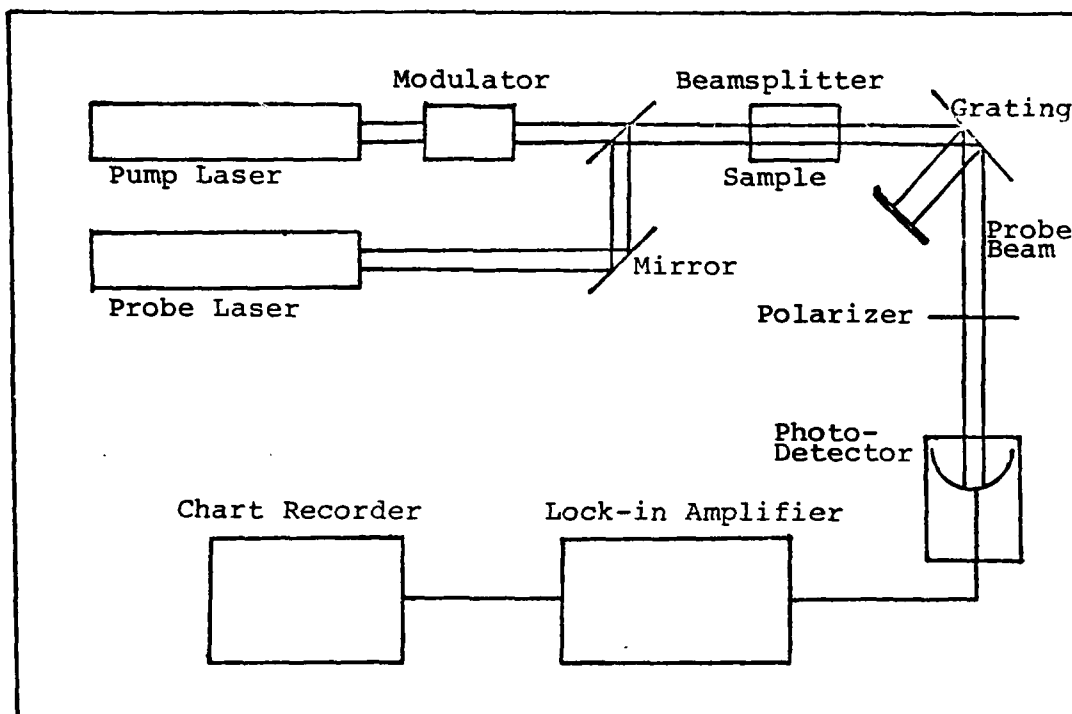 Modulator
Beamsplitter
Grating
Pump Laser
Sample
Probe
Beam
Mirror
Probe Laser
Polarizer
Photo-
Detector
Chart Recorder
Lock-in Amplifier